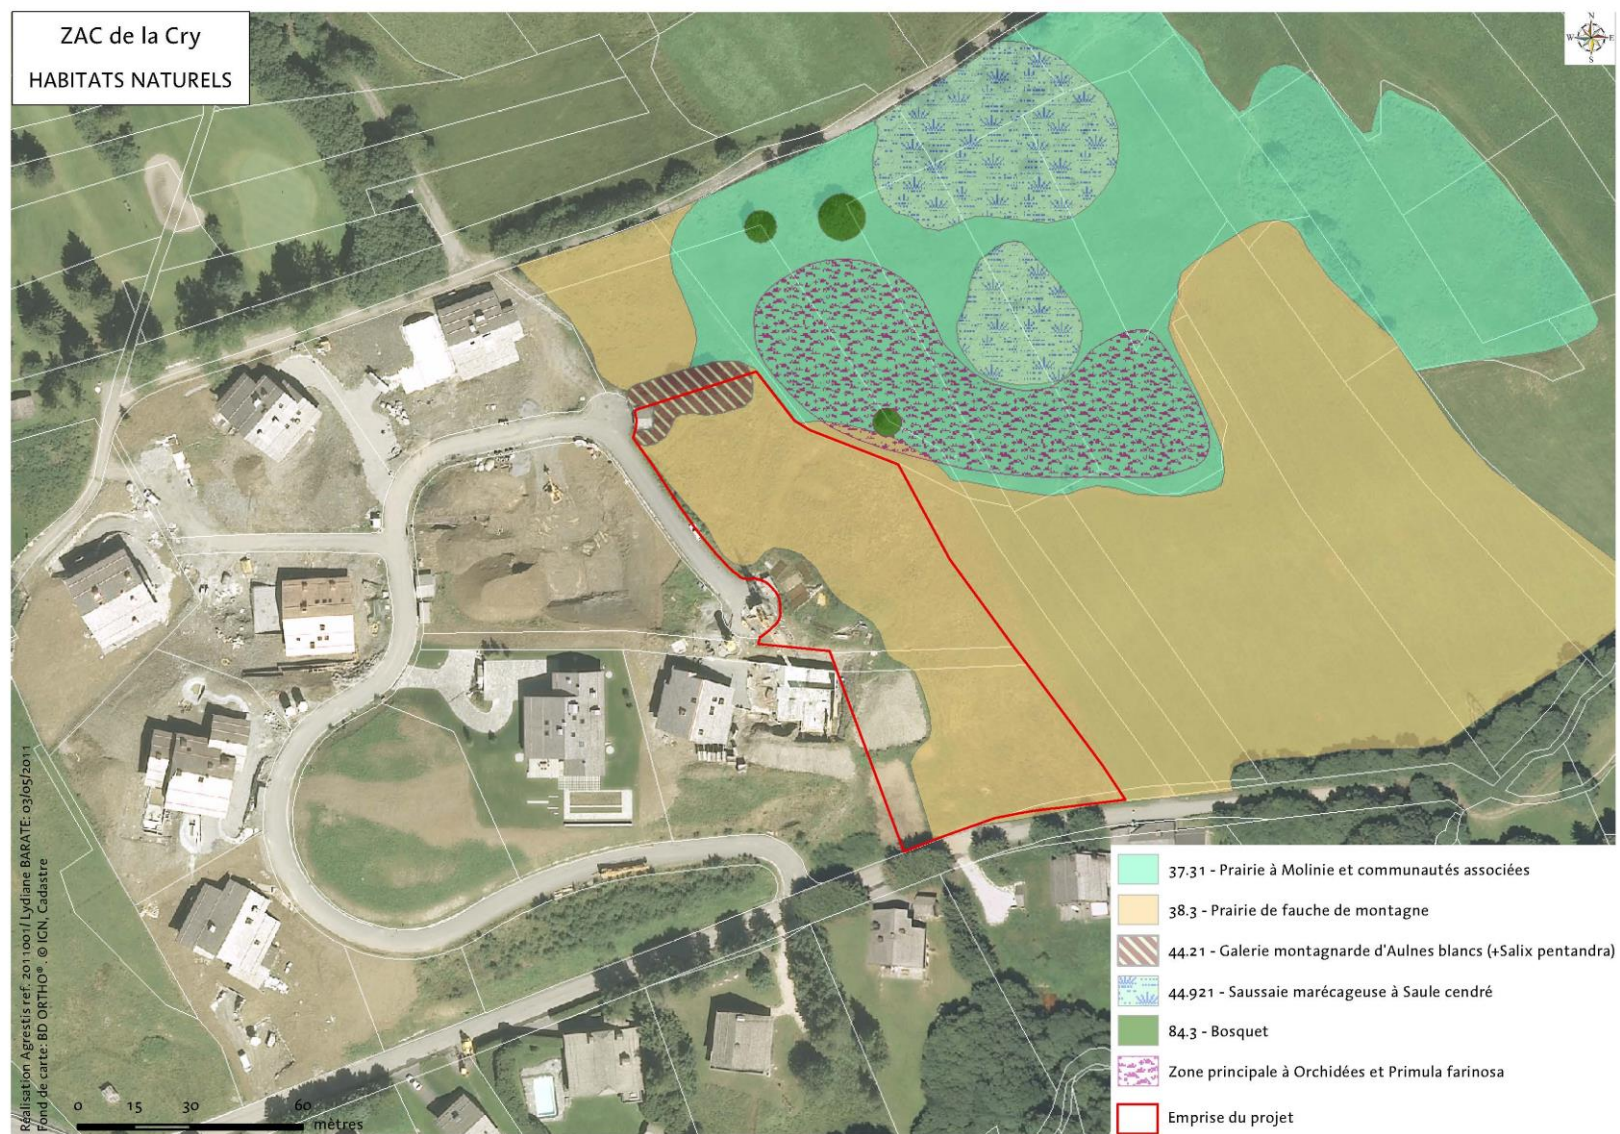 ZAC de la Cry
HABITATS NATURELS
N
W
E
S
37.31 - Prairie à Molinie et communautés associées
38.3 - Prairie de fauche de montagne
44.21 - Galerie montagnarde d'Aulnes blancs (+Salix pentandra)
44.921 - Saussaie marécageuse à Saule cendré
84.3 - Bosquet
Zone principale à Orchidées et Primula farinosa
Emprise du projet
0 15 30 60
mètres
Réalisation Agrestis ref. 2011001/ Lydiane BARATE: 03/05/2011
Fond de carte: BD ORTHO®. © IGN, Cadastre